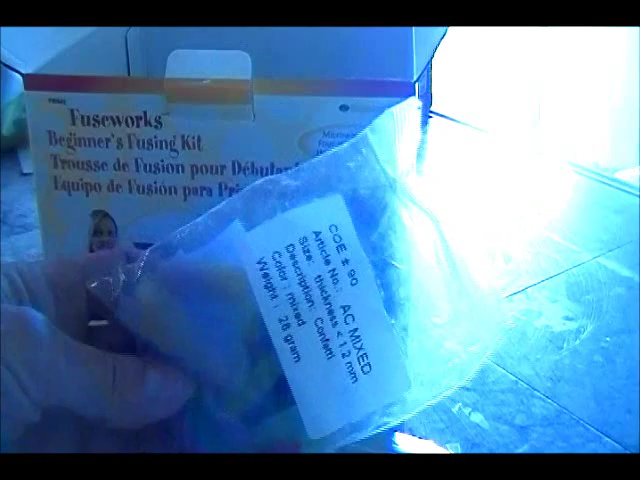 Fuseworks
Beginner's Fusing Kit
Trousse de Fusion pour
Equipo de Fusión para
COE ± 90
Article No.: AC MIXED
Size: thickness < 1.2 mm
Description: Confetti
Color: mixed
Weight: 28 gram